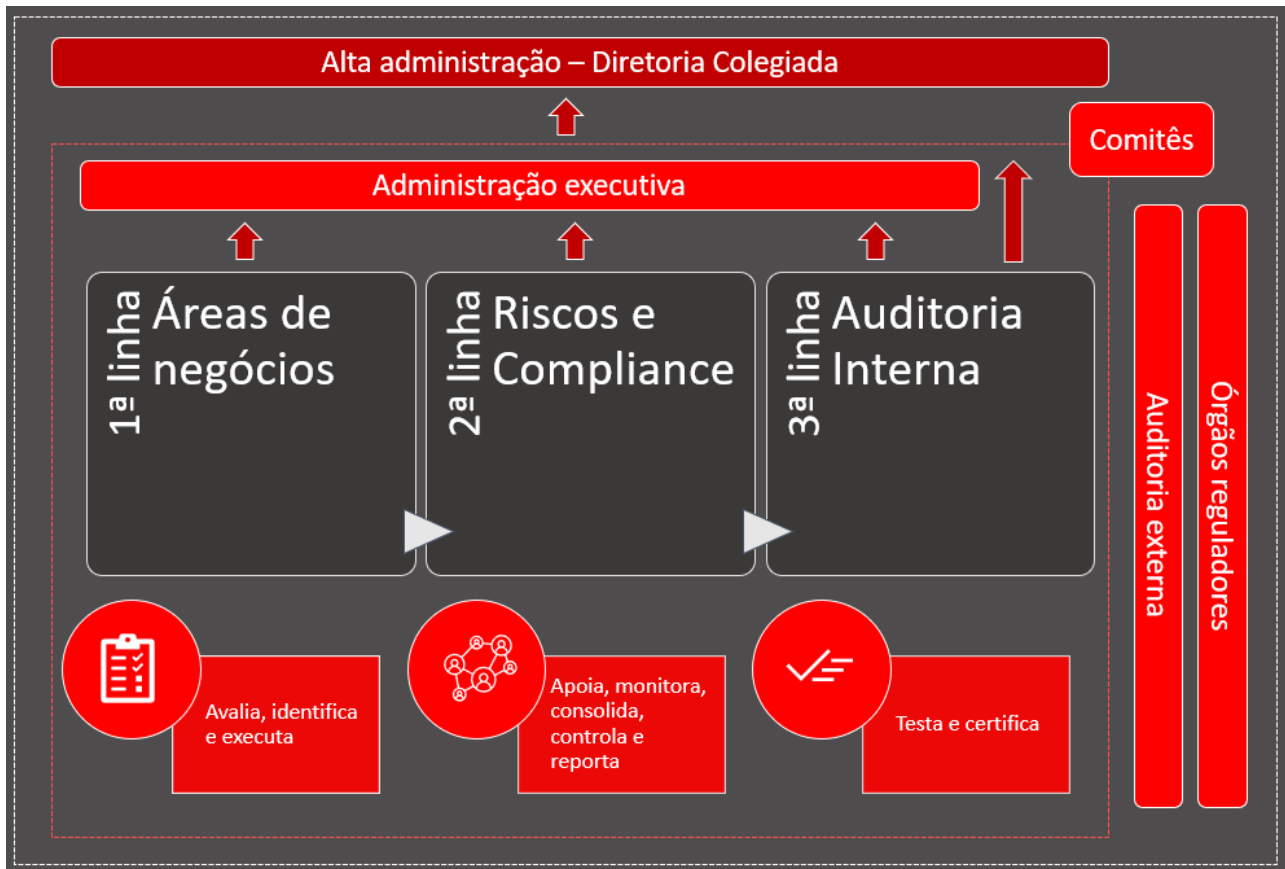 Alta administração – Diretoria Colegiada
Comitês
Administração executiva
1ª linha
Áreas de
negócios
2ª linha
Riscos e
Compliance
3ª linha
Auditoria
Interna
Auditoria externa
Órgãos reguladores
Avalia, identifica
e executa
Apoia, monitora,
consolida,
controla e
reporta
Testa e certifica